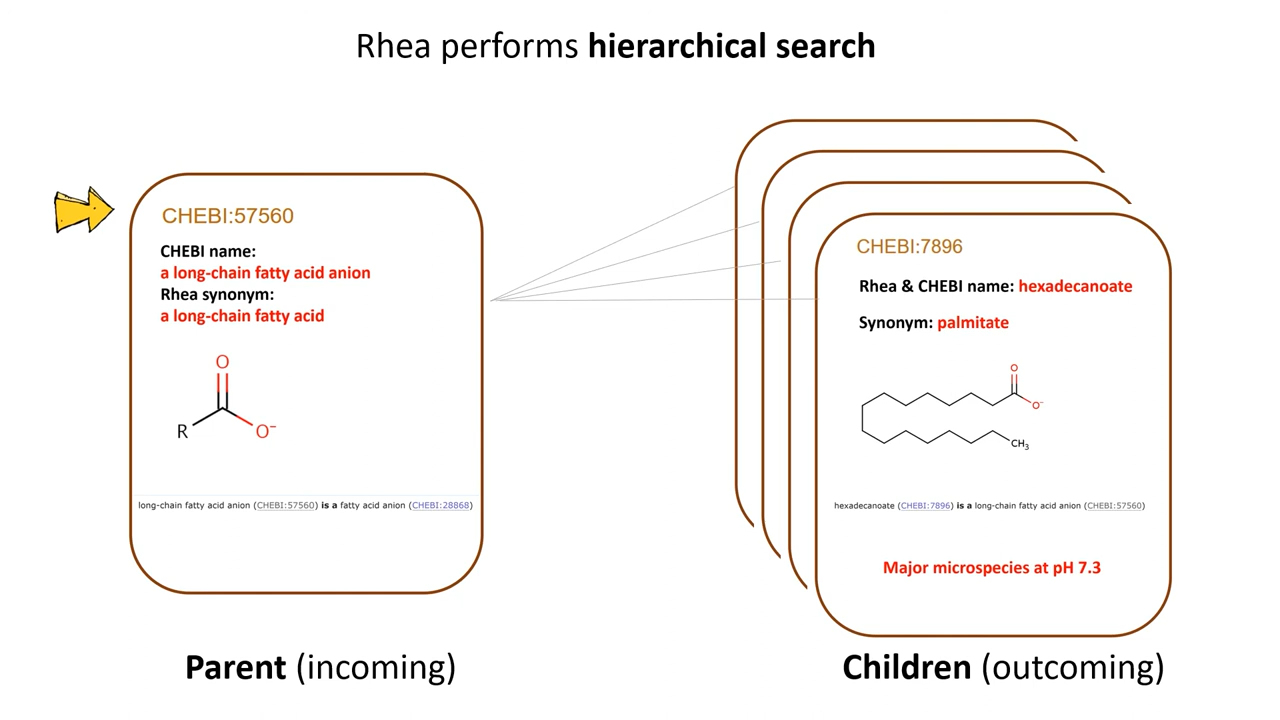 Rhea performs hierarchical search
CHEBI:57560
CHEBI name:
a long-chain fatty acid anion
Rhea synonym:
a long-chain fatty acid
O
R
O⁻
long-chain fatty acid anion (CHEBI:57560) is a fatty acid anion (CHEBI:28868)
Parent (incoming)
CHEBI:7896
Rhea & CHEBI name: hexadecanoate
Synonym: palmitate
O
O⁻
CH₃
hexadecanoate (CHEBI:7896) is a long-chain fatty acid anion (CHEBI:57560)
Major microspecies at pH 7.3
Children (outcoming)